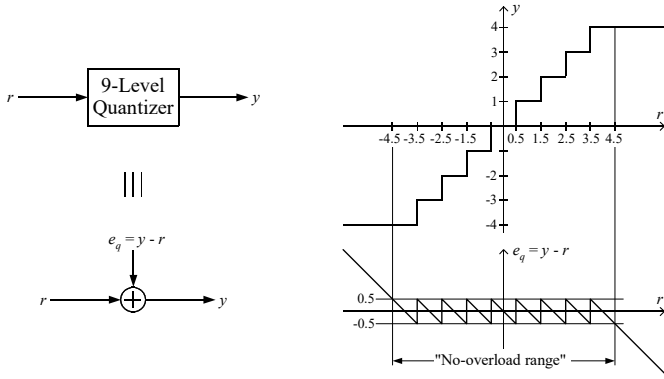 r
9-Level
Quantizer
y
e_q = y - r
r
y
y
4
3
2
1
-4.5 -3.5 -2.5 -1.5 0.5 1.5 2.5 3.5 4.5
r
-2
-3
-4
e_q = y - r
0.5
-0.5
r
"No-overload range"